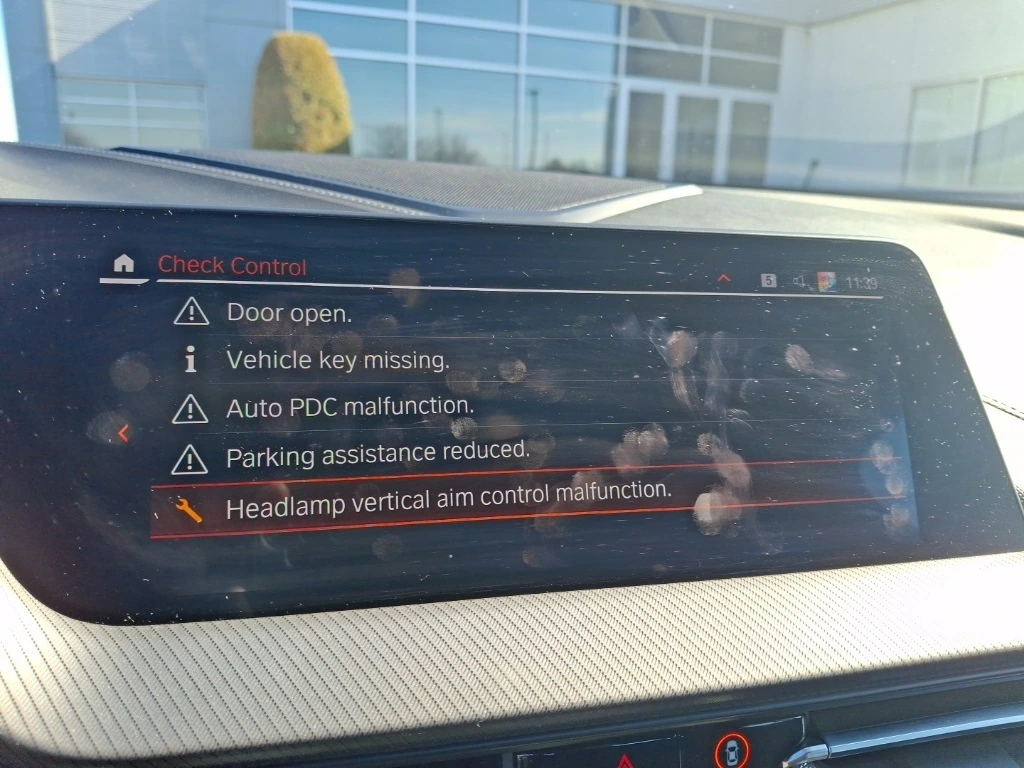 Check Control
5 11:39
Door open.
Vehicle key missing.
Auto PDC malfunction.
Parking assistance reduced.
Headlamp vertical aim control malfunction.